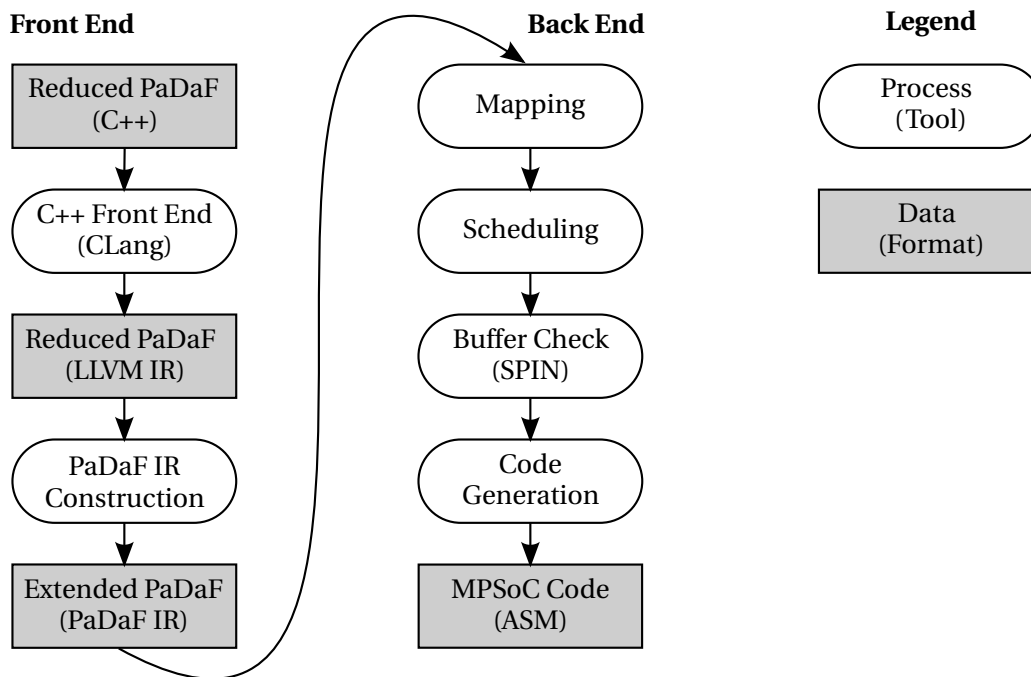 Front End
Reduced PaDaF
(C++)
C++ Front End
(CLang)
Reduced PaDaF
(LLVM IR)
PaDaF IR
Construction
Extended PaDaF
(PaDaF IR)
Back End
Mapping
Scheduling
Buffer Check
(SPIN)
Code
Generation
MPSoC Code
(ASM)
Legend
Process
(Tool)
Data
(Format)